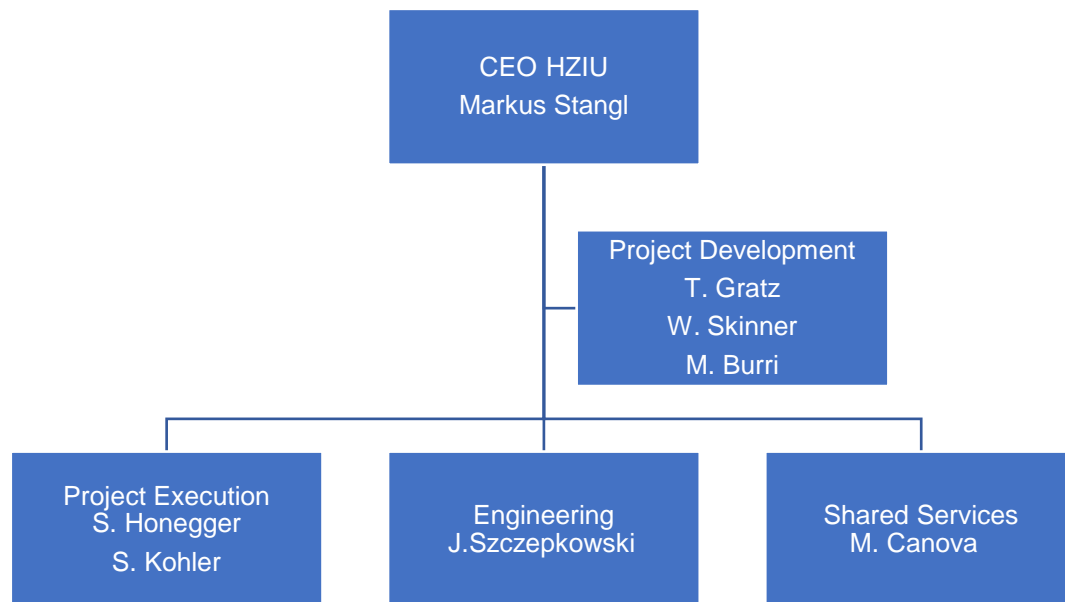 CEO HZIU
Markus Stangl
Project Development
T. Gratz
W. Skinner
M. Burri
Project Execution
S. Honegger
S. Kohler
Engineering
J.Szczepkowski
Shared Services
M. Canova